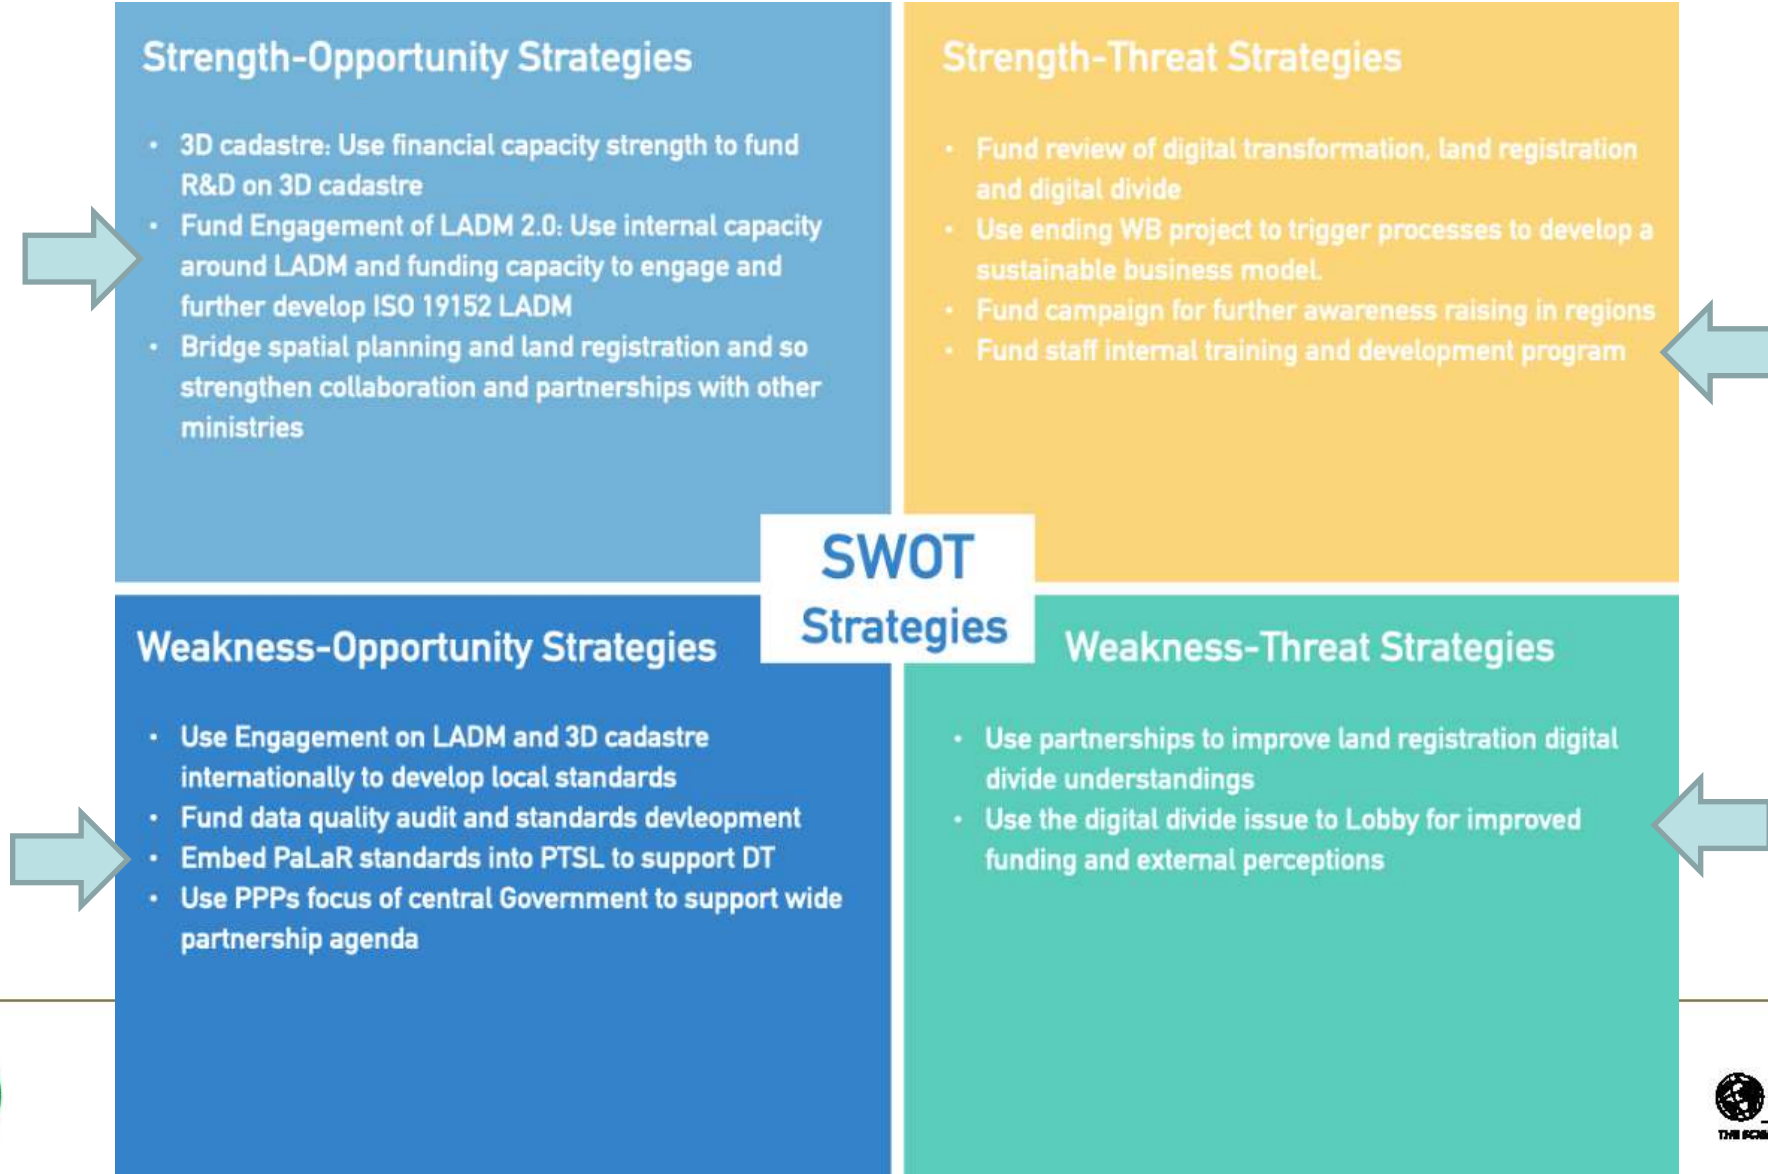 Strength-Opportunity Strategies
• 3D cadastre: Use financial capacity strength to fund
R&D on 3D cadastre
• Fund Engagement of LADM 2.0: Use internal capacity
around LADM and funding capacity to engage and
further develop ISO 19152 LADM
• Bridge spatial planning and land registration and so
strengthen collaboration and partnerships with other
ministries
Strength-Threat Strategies
• Fund review of digital transformation, land registration
and digital divide
• Use ending WB project to trigger processes to develop a
sustainable business model.
• Fund campaign for further awareness raising in regions
• Fund staff internal training and development program
SWOT
Strategies
Weakness-Opportunity Strategies
• Use Engagement on LADM and 3D cadastre
internationally to develop local standards
• Fund data quality audit and standards devleopment
• Embed PaLaR standards into PTSL to support DT
• Use PPPs focus of central Government to support wide
partnership agenda
Weakness-Threat Strategies
• Use partnerships to improve land registration digital
divide understandings
• Use the digital divide issue to Lobby for improved
funding and external perceptions
THE